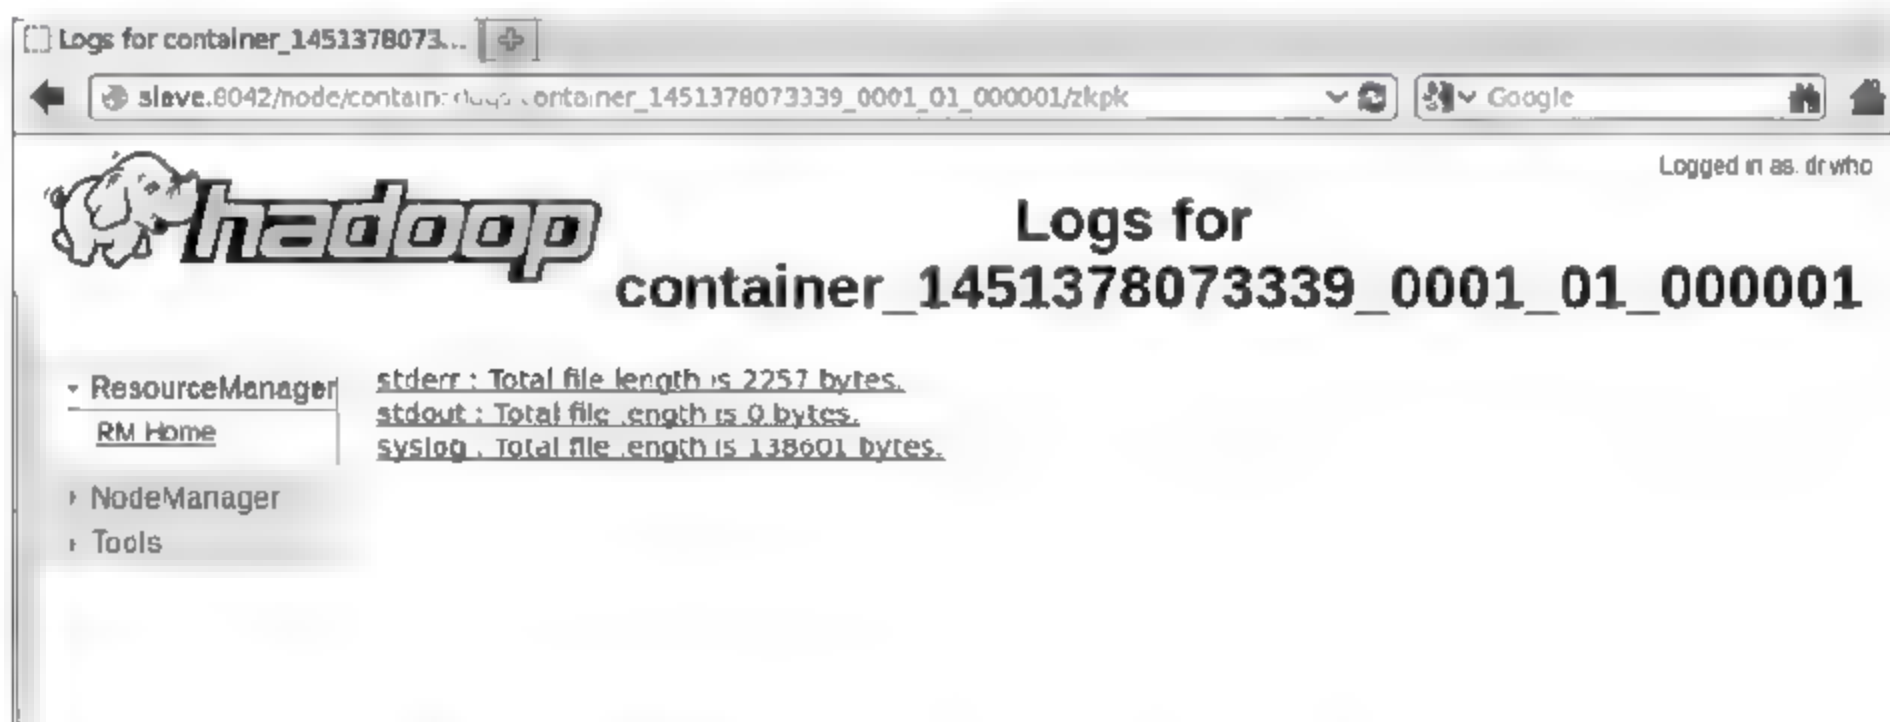 Logs for container_1451378073...
slave:8042/node/containerlogs/container_1451378073339_0001_01_000001/zkpk
Google
Logged in as: dr.who
hadoop
Logs for
container_1451378073339_0001_01_000001
ResourceManager
RM Home
NodeManager
Tools
stderr : Total file length is 2257 bytes.
stdout : Total file length is 0 bytes.
syslog : Total file length is 138601 bytes.